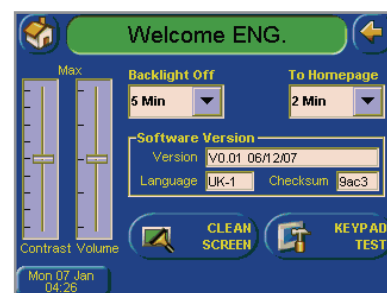 Welcome ENG.
Max
Backlight Off
To Homepage
5 Min
2 Min
Software Version
Version V0.01 06/12/07
Language UK-1 Checksum 9ac3
Contrast Volume
CLEAN
SCREEN
KEYPAD
TEST
Mon 07 Jan
04:26